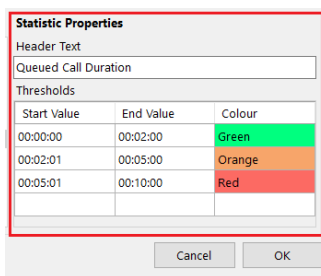 Statistic Properties
Header Text
Queued Call Duration
Thresholds
Start Value End Value Colour
00:00:00 00:02:00 Green
00:02:01 00:05:00 Orange
00:05:01 00:10:00 Red
Cancel OK